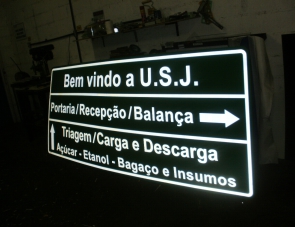 Bem vindo a U.S.J.
Portaria/Recepção/Balança
Triagem/Carga e Descarga
Açúcar - Etanol - Bagaço e Insumos